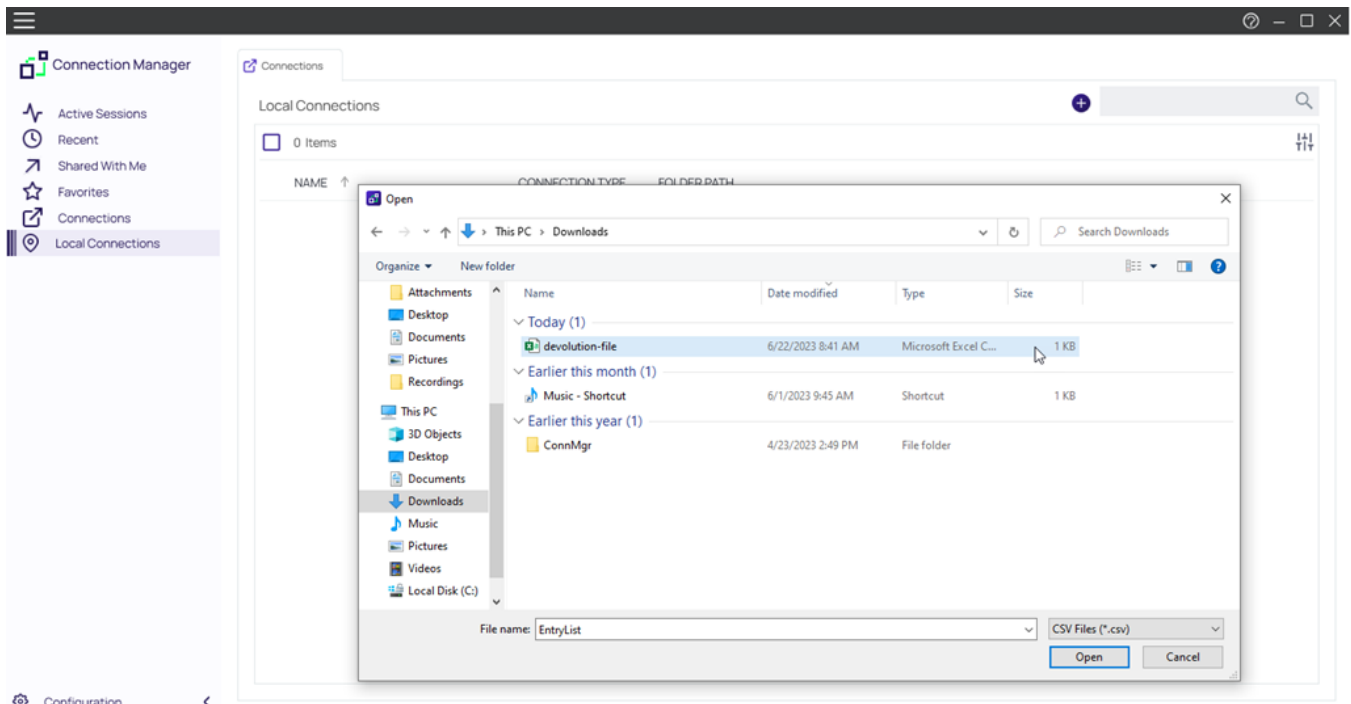 Connection Manager
Active Sessions
Recent
Shared With Me
Favorites
Connections
Local Connections
Configuration
Connections
Local Connections
0 Items
NAME CONNECTION TYPE FOLDER PATH
Open
This PC > Downloads
Search Downloads
Organize New folder
Attachments
Desktop
Documents
Pictures
Recordings
This PC
3D Objects
Desktop
Documents
Downloads
Music
Pictures
Videos
Local Disk (C:)
Name Date modified Type Size
Today (1)
devolution-file 6/22/2023 8:41 AM Microsoft Excel C... 1 KB
Earlier this month (1)
Music - Shortcut 6/1/2023 9:45 AM Shortcut 1 KB
Earlier this year (1)
ConnMgr 4/23/2023 2:49 PM File folder
File name: EntryList CSV Files (*.csv)
Open Cancel